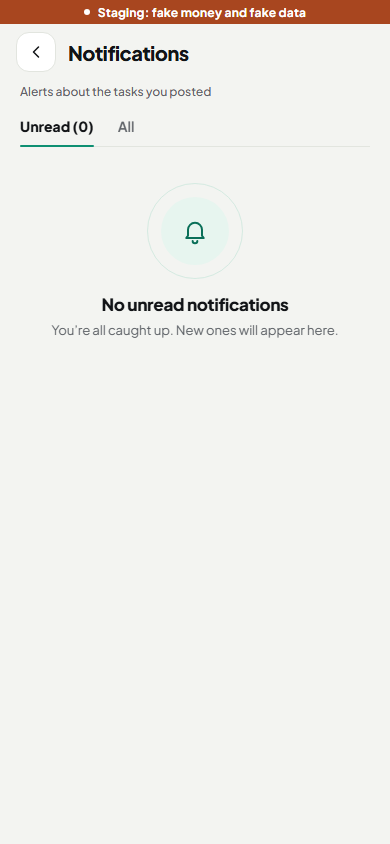 Staging: fake money and fake data
Notifications
Alerts about the tasks you posted
Unread (0) All
No unread notifications
You're all caught up. New ones will appear here.